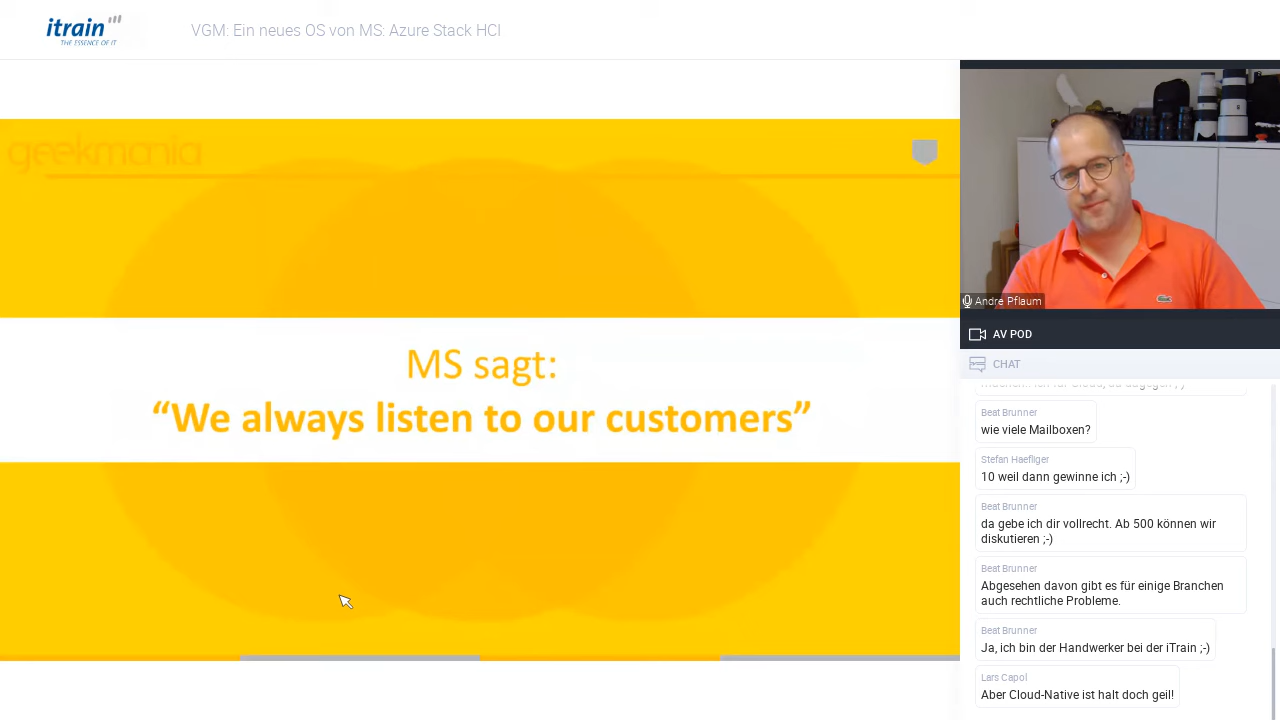 itrain
THE ESSENCE OF IT
VGM: Ein neues OS von MS: Azure Stack HCI
geekmania
MS sagt:
“We always listen to our customers”
Andre Pflaum
AV POD
CHAT
Beat Brunner
wie viele Mailboxen?
Stefan Haefliger
10 weil dann gewinne ich ;-)
Beat Brunner
da gebe ich dir vollrecht. Ab 500 können wir
diskutieren ;-)
Beat Brunner
Abgesehen davon gibt es für einige Branchen
auch rechtliche Probleme.
Beat Brunner
Ja, ich bin der Handwerker bei der iTrain ;-)
Lars Capol
Aber Cloud-Native ist halt doch geil!